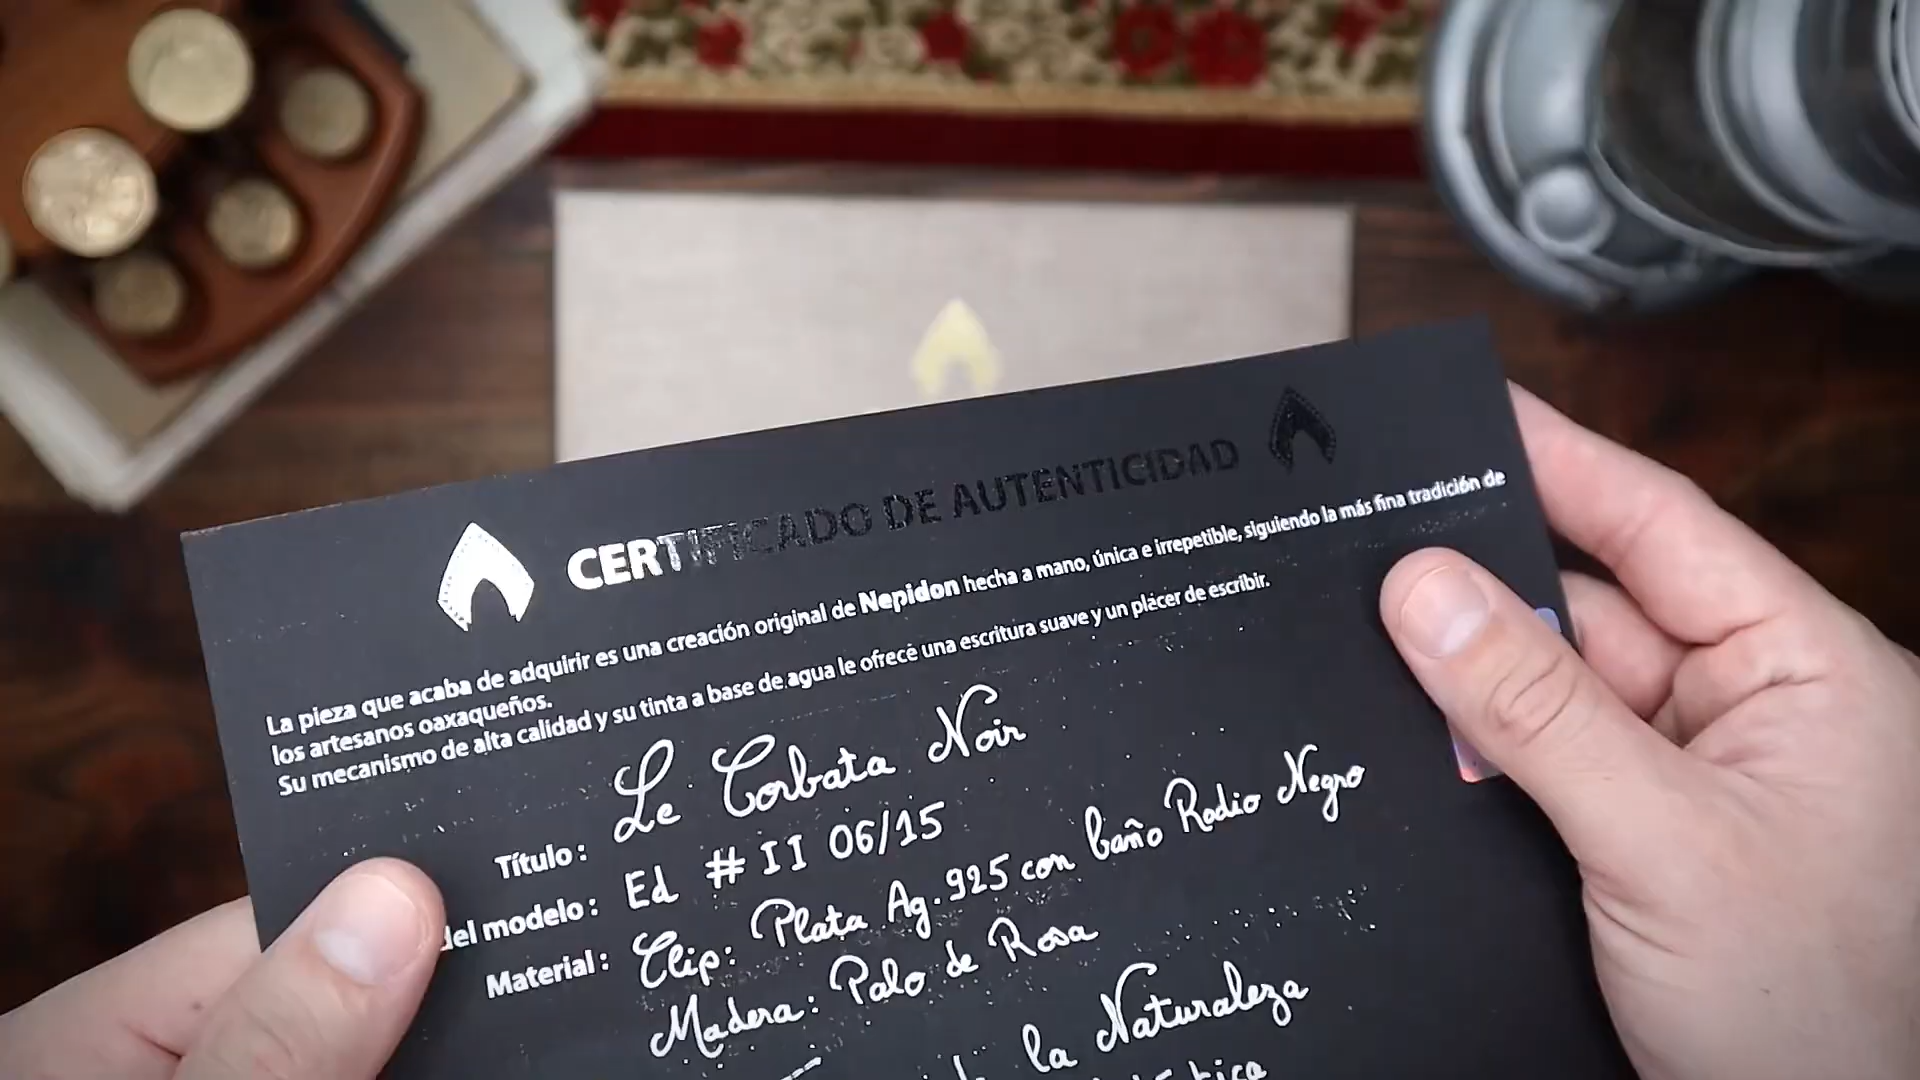 CERTIFICADO DE AUTENTICIDAD
La pieza que acaba de adquirir es una creación original de Nepidon hecha a mano, única e irrepetible, siguiendo la más fina tradición de
los artesanos oaxaqueños.
Su mecanismo de alta calidad y su tinta a base de agua le ofrece una escritura suave y un placer de escribir.
Título: Le Corbata Noir
del modelo: Ed #II 06/15
Material: Clip: Plata Ag. 925 con baño Rodio Negro
Madera: Palo de Rosa
la Naturaleza